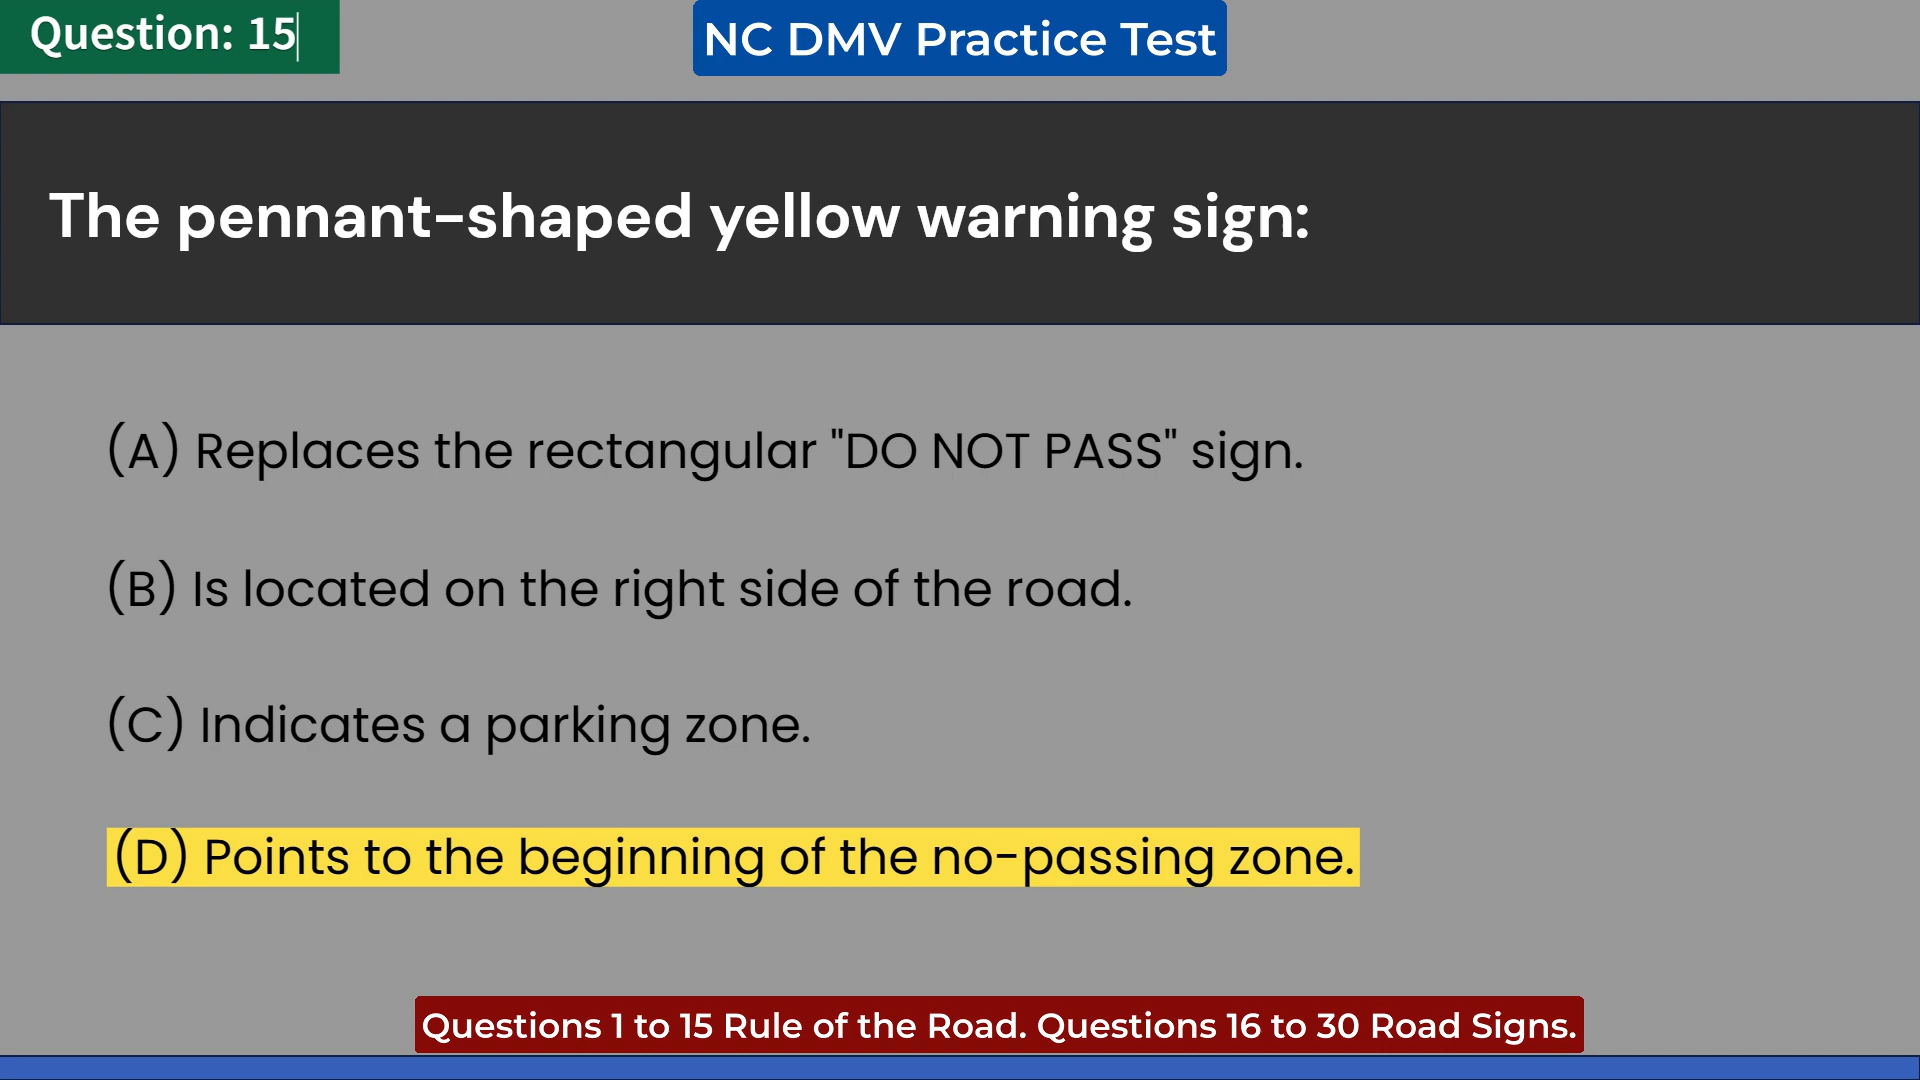 Question: 15
NC DMV Practice Test
The pennant-shaped yellow warning sign:
(A) Replaces the rectangular "DO NOT PASS" sign.
(B) Is located on the right side of the road.
(C) Indicates a parking zone.
(D) Points to the beginning of the no-passing zone.
Questions 1 to 15 Rule of the Road. Questions 16 to 30 Road Signs.